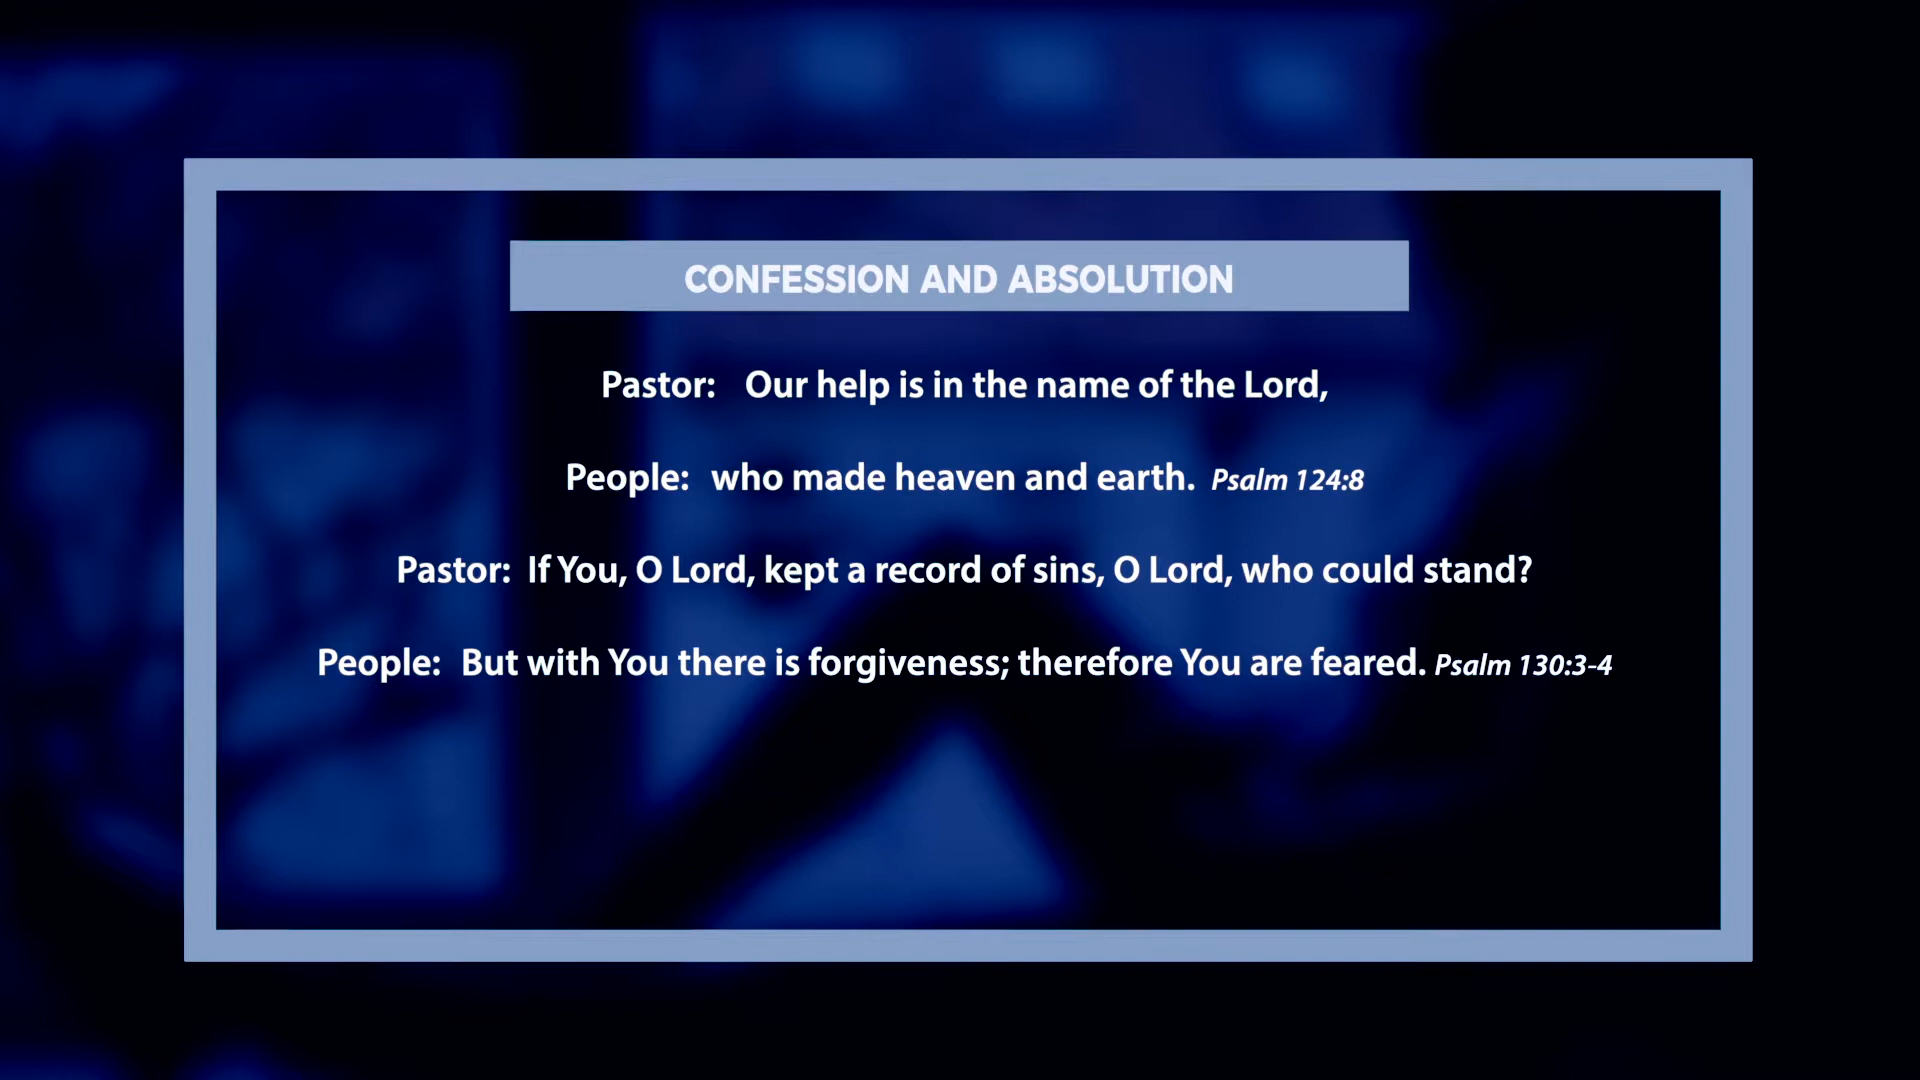 CONFESSION AND ABSOLUTION
Pastor: Our help is in the name of the Lord,
People: who made heaven and earth. Psalm 124:8
Pastor: If You, O Lord, kept a record of sins, O Lord, who could stand?
People: But with You there is forgiveness; therefore You are feared. Psalm 130:3-4